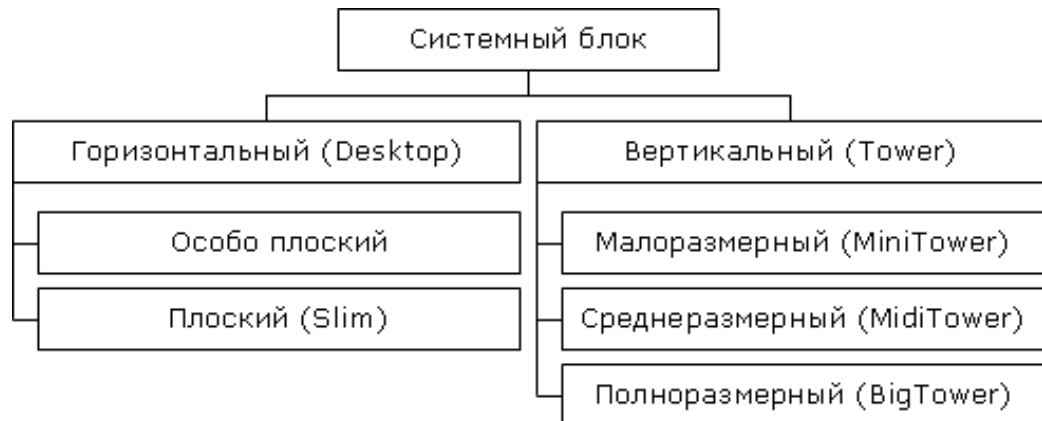 Системный блок
Горизонтальный (Desktop)
Особо плоский
Плоский (Slim)
Вертикальный (Tower)
Малоразмерный (MiniTower)
Среднеразмерный (MidiTower)
Полноразмерный (BigTower)